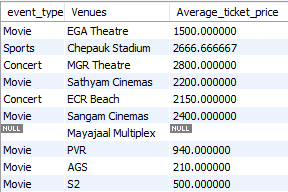 event_type Venues Average_ticket_price
Movie EGA Theatre 1500.000000
Sports Chepauk Stadium 2666.666667
Concert MGR Theatre 2800.000000
Movie Sathyam Cinemas 2200.000000
Concert ECR Beach 2150.000000
Movie Sangam Cinemas 2400.000000
NULL Mayajaal Multiplex NULL
Movie PVR 940.000000
Movie AGS 210.000000
Movie S2 500.000000